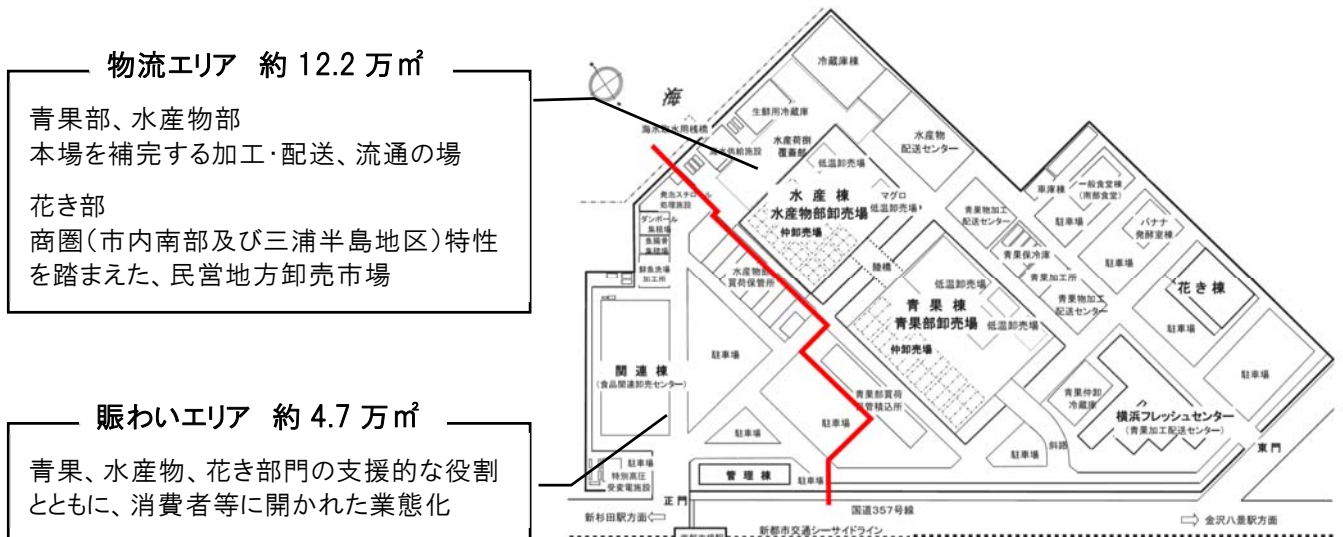 物流エリア 約 12.2 万㎡
青果部、水産物部
本場を補完する加工・配送、流通の場
花き部
商圏(市内南部及び三浦半島地区)特性
を踏まえた、民営地方卸売市場
賑わいエリア 約 4.7 万㎡
青果、水産物、花き部門の支援的な役割
とともに、消費者等に開かれた業態化
海
冷蔵庫棟
生鮮用冷蔵庫
水産物
配送センター
水産荷捌
覆蓋部
低温卸売場
水産棟
水産物部卸売場
仲卸売場
マグロ
低温卸売場
発泡スチロール
処理施設
ダンボール
集積場
魚腸骨
集積場
鮮魚洗場
加工所
水産物部
買荷保管所
陸橋
青果物加工
配送センター
青果保冷庫
青果加工所
青果物加工
配送センター
車庫棟
一般食堂棟
(南部食堂)
駐車場
バナナ
発酵室棟
駐車場
花き棟
駐車場
駐車場
低温卸売場
青果棟
青果部卸売場
低温卸売場
仲卸売場
関連棟
(食品関連卸売センター)
駐車場
駐車場
駐車場
青果部買荷
保管積込所
青果仲卸
冷蔵庫
横浜フレッシュセンター
(青果加工配送センター)
斜路
駐車場
東門
駐車場
特別高圧
受変電施設
管理棟
駐車場
正門
国道357号線
新杉田駅方面
新都市交通シーサイドライン
金沢八景駅方面